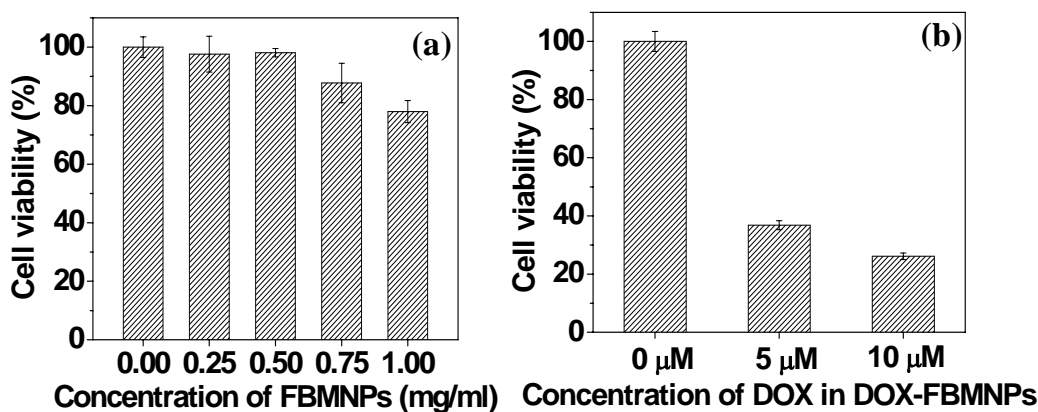 (a)
Cell viability (%)
100
80
60
40
20
0
0.00 0.25 0.50 0.75 1.00
Concentration of FBMNPs (mg/ml)
(b)
Cell viability (%)
100
80
60
40
20
0
0 μM 5 μM 10 μM
Concentration of DOX in DOX-FBMNPs